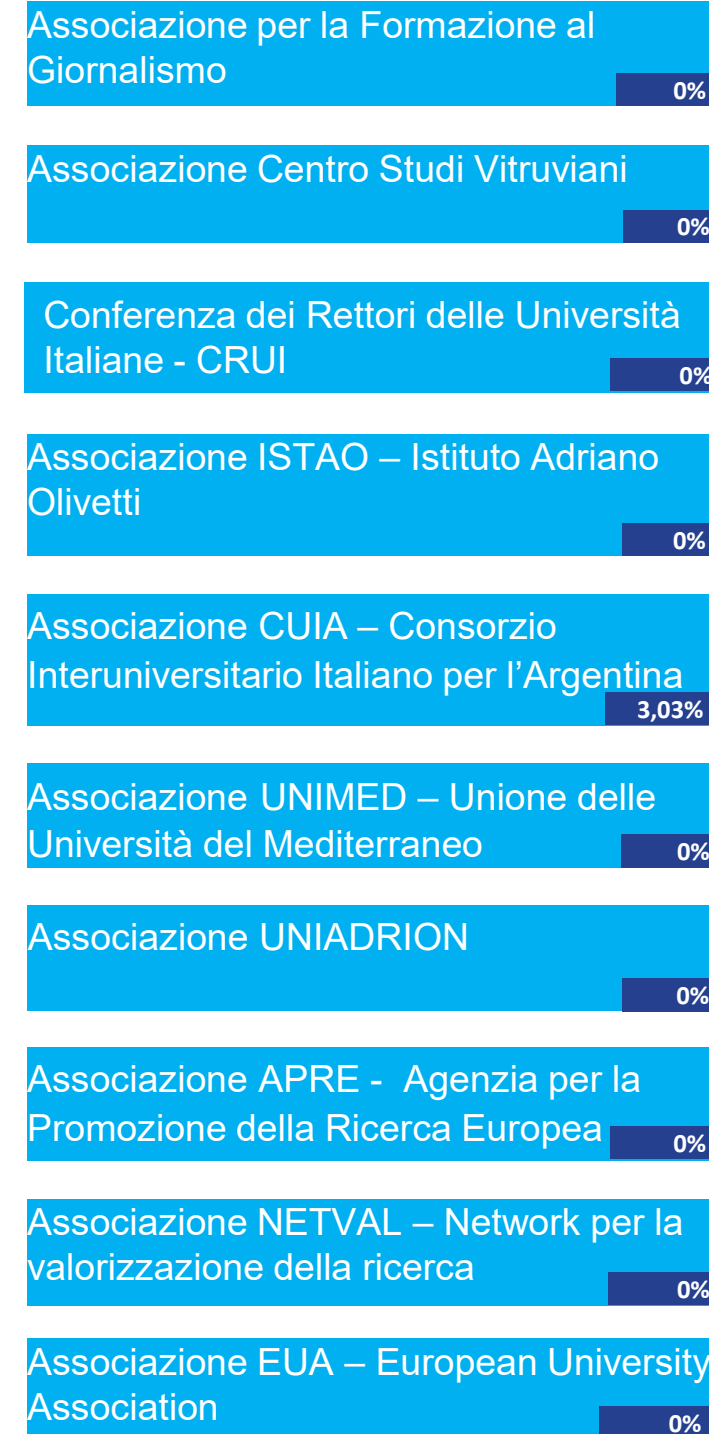 Associazione per la Formazione al
Giornalismo
0%
Associazione Centro Studi Vitruviani
0%
Conferenza dei Rettori delle Università
Italiane - CRUI
0%
Associazione ISTAO – Istituto Adriano
Olivetti
0%
Associazione CUIA – Consorzio
Interuniversitario Italiano per l’Argentina
3,03%
Associazione UNIMED – Unione delle
Università del Mediterraneo
0%
Associazione UNIADRION
0%
Associazione APRE - Agenzia per la
Promozione della Ricerca Europea
0%
Associazione NETVAL – Network per la
valorizzazione della ricerca
0%
Associazione EUA – European University
Association
0%